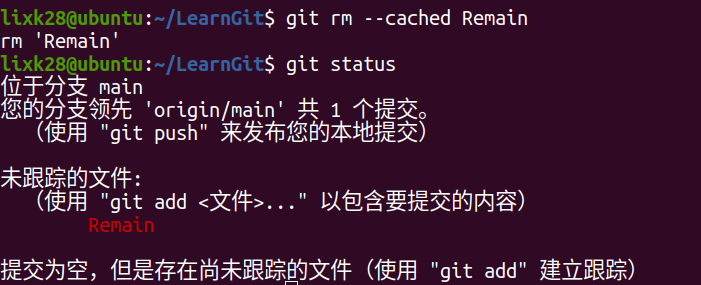 lixk28@ubuntu:~/LearnGit$ git rm --cached Remain
rm 'Remain'
lixk28@ubuntu:~/LearnGit$ git status
位于分支 main
您的分支领先 'origin/main' 共 1 个提交。
（使用 "git push" 来发布您的本地提交）
未跟踪的文件:
（使用 "git add <文件>..." 以包含要提交的内容）
Remain
提交为空，但是存在尚未跟踪的文件（使用 "git add" 建立跟踪）